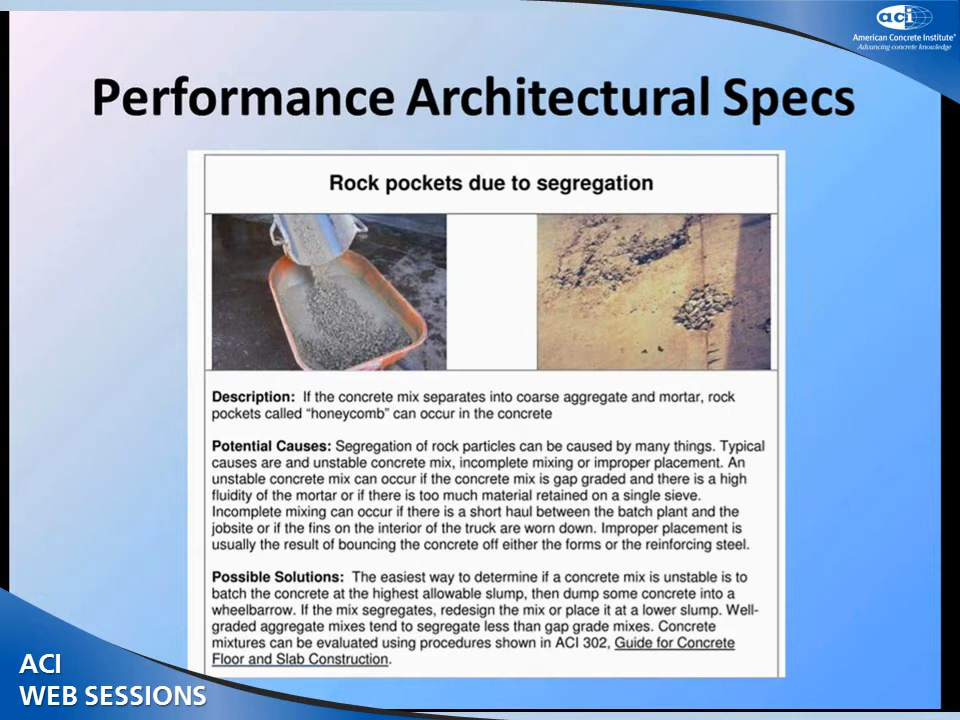 aci
American Concrete Institute®
Advancing concrete knowledge
Performance Architectural Specs
Rock pockets due to segregation
Description: If the concrete mix separates into coarse aggregate and mortar, rock
pockets called “honeycomb” can occur in the concrete
Potential Causes: Segregation of rock particles can be caused by many things. Typical
causes are and unstable concrete mix, incomplete mixing or improper placement. An
unstable concrete mix can occur if the concrete mix is gap graded and there is a high
fluidity of the mortar or if there is too much material retained on a single sieve.
Incomplete mixing can occur if there is a short haul between the batch plant and the
jobsite or if the fins on the interior of the truck are worn down. Improper placement is
usually the result of bouncing the concrete off either the forms or the reinforcing steel.
Possible Solutions: The easiest way to determine if a concrete mix is unstable is to
batch the concrete at the highest allowable slump, then dump some concrete into a
wheelbarrow. If the mix segregates, redesign the mix or place it at a lower slump. Well-
graded aggregate mixes tend to segregate less than gap grade mixes. Concrete
mixtures can be evaluated using procedures shown in ACI 302, Guide for Concrete
Floor and Slab Construction.
ACI
WEB SESSIONS